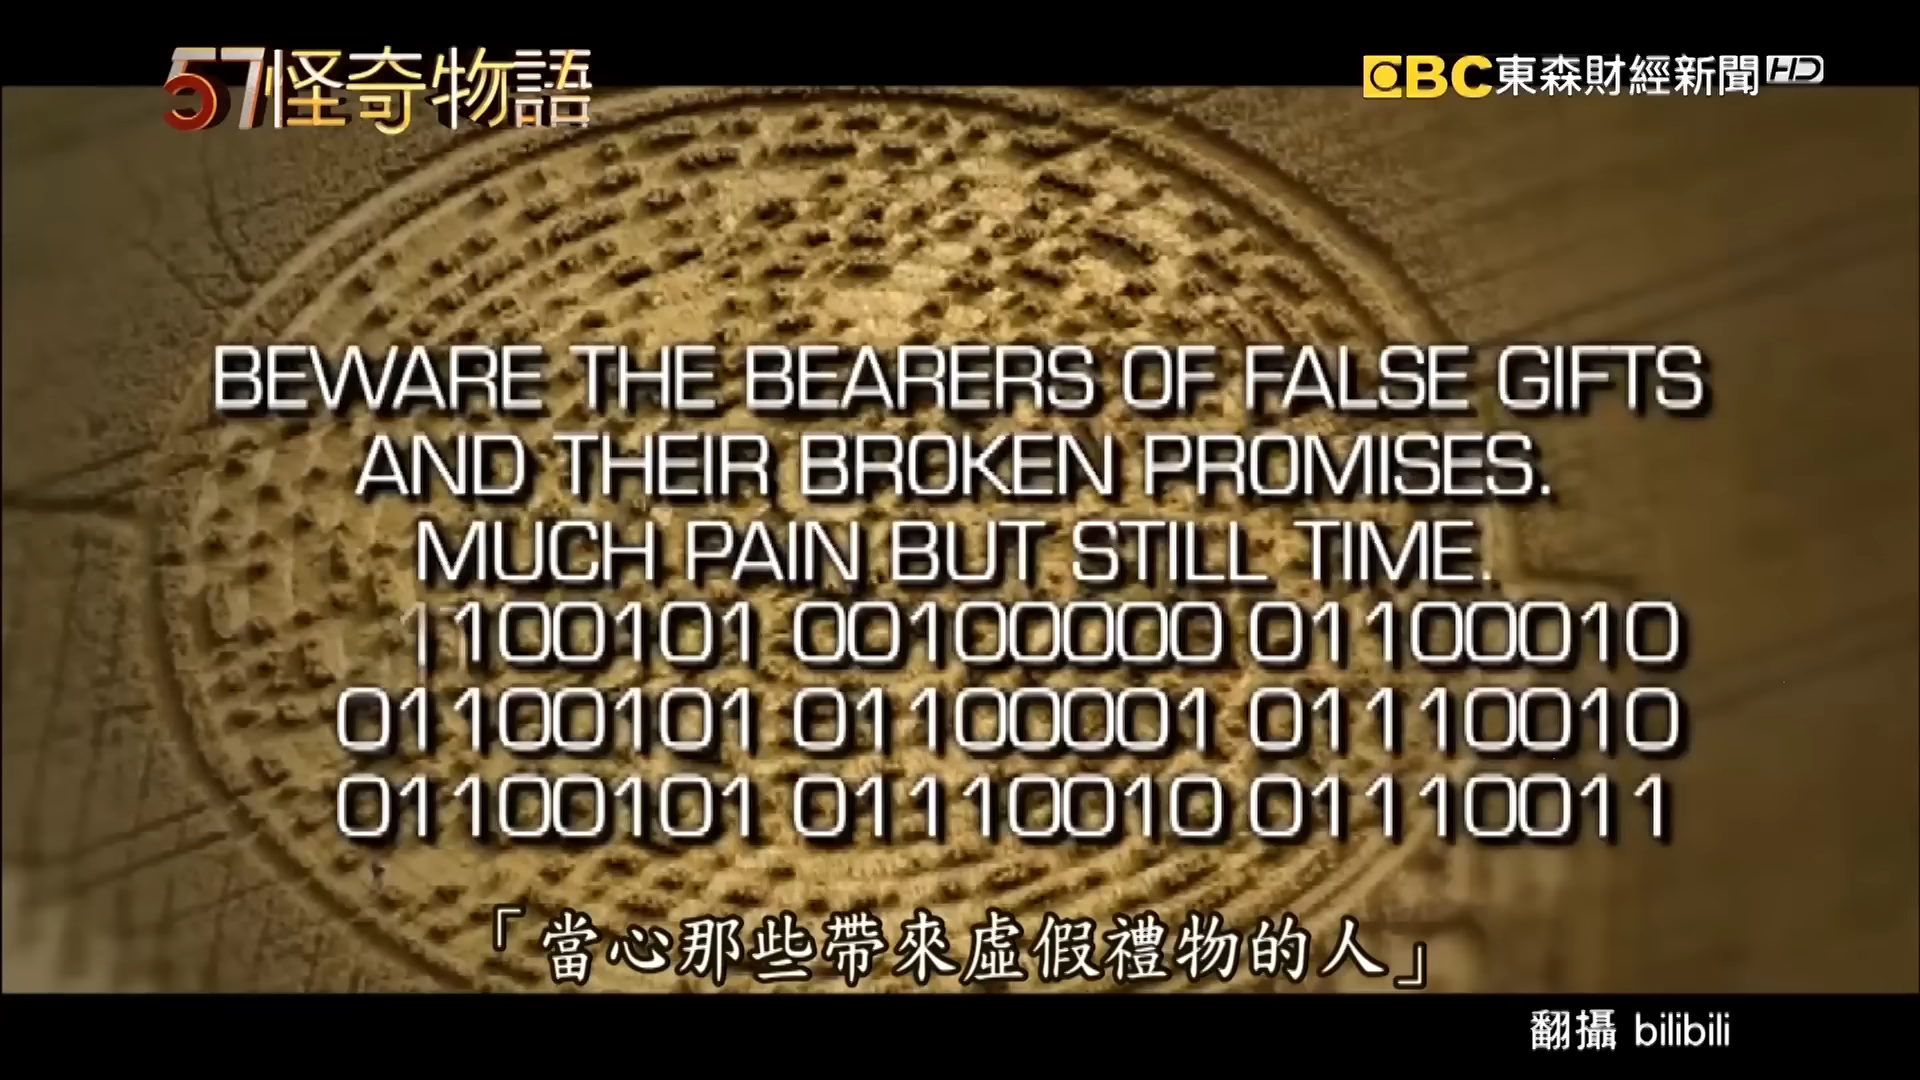 57怪奇物語
EBC東森財經新聞HD
BEWARE THE BEARERS OF FALSE GIFTS
AND THEIR BROKEN PROMISES.
MUCH PAIN BUT STILL TIME.
1100101 00100000 01100010
01100101 01100001 01110010
01100101 01110010 01110011
「當心那些帶來虛假禮物的人」
翻攝 bilibili